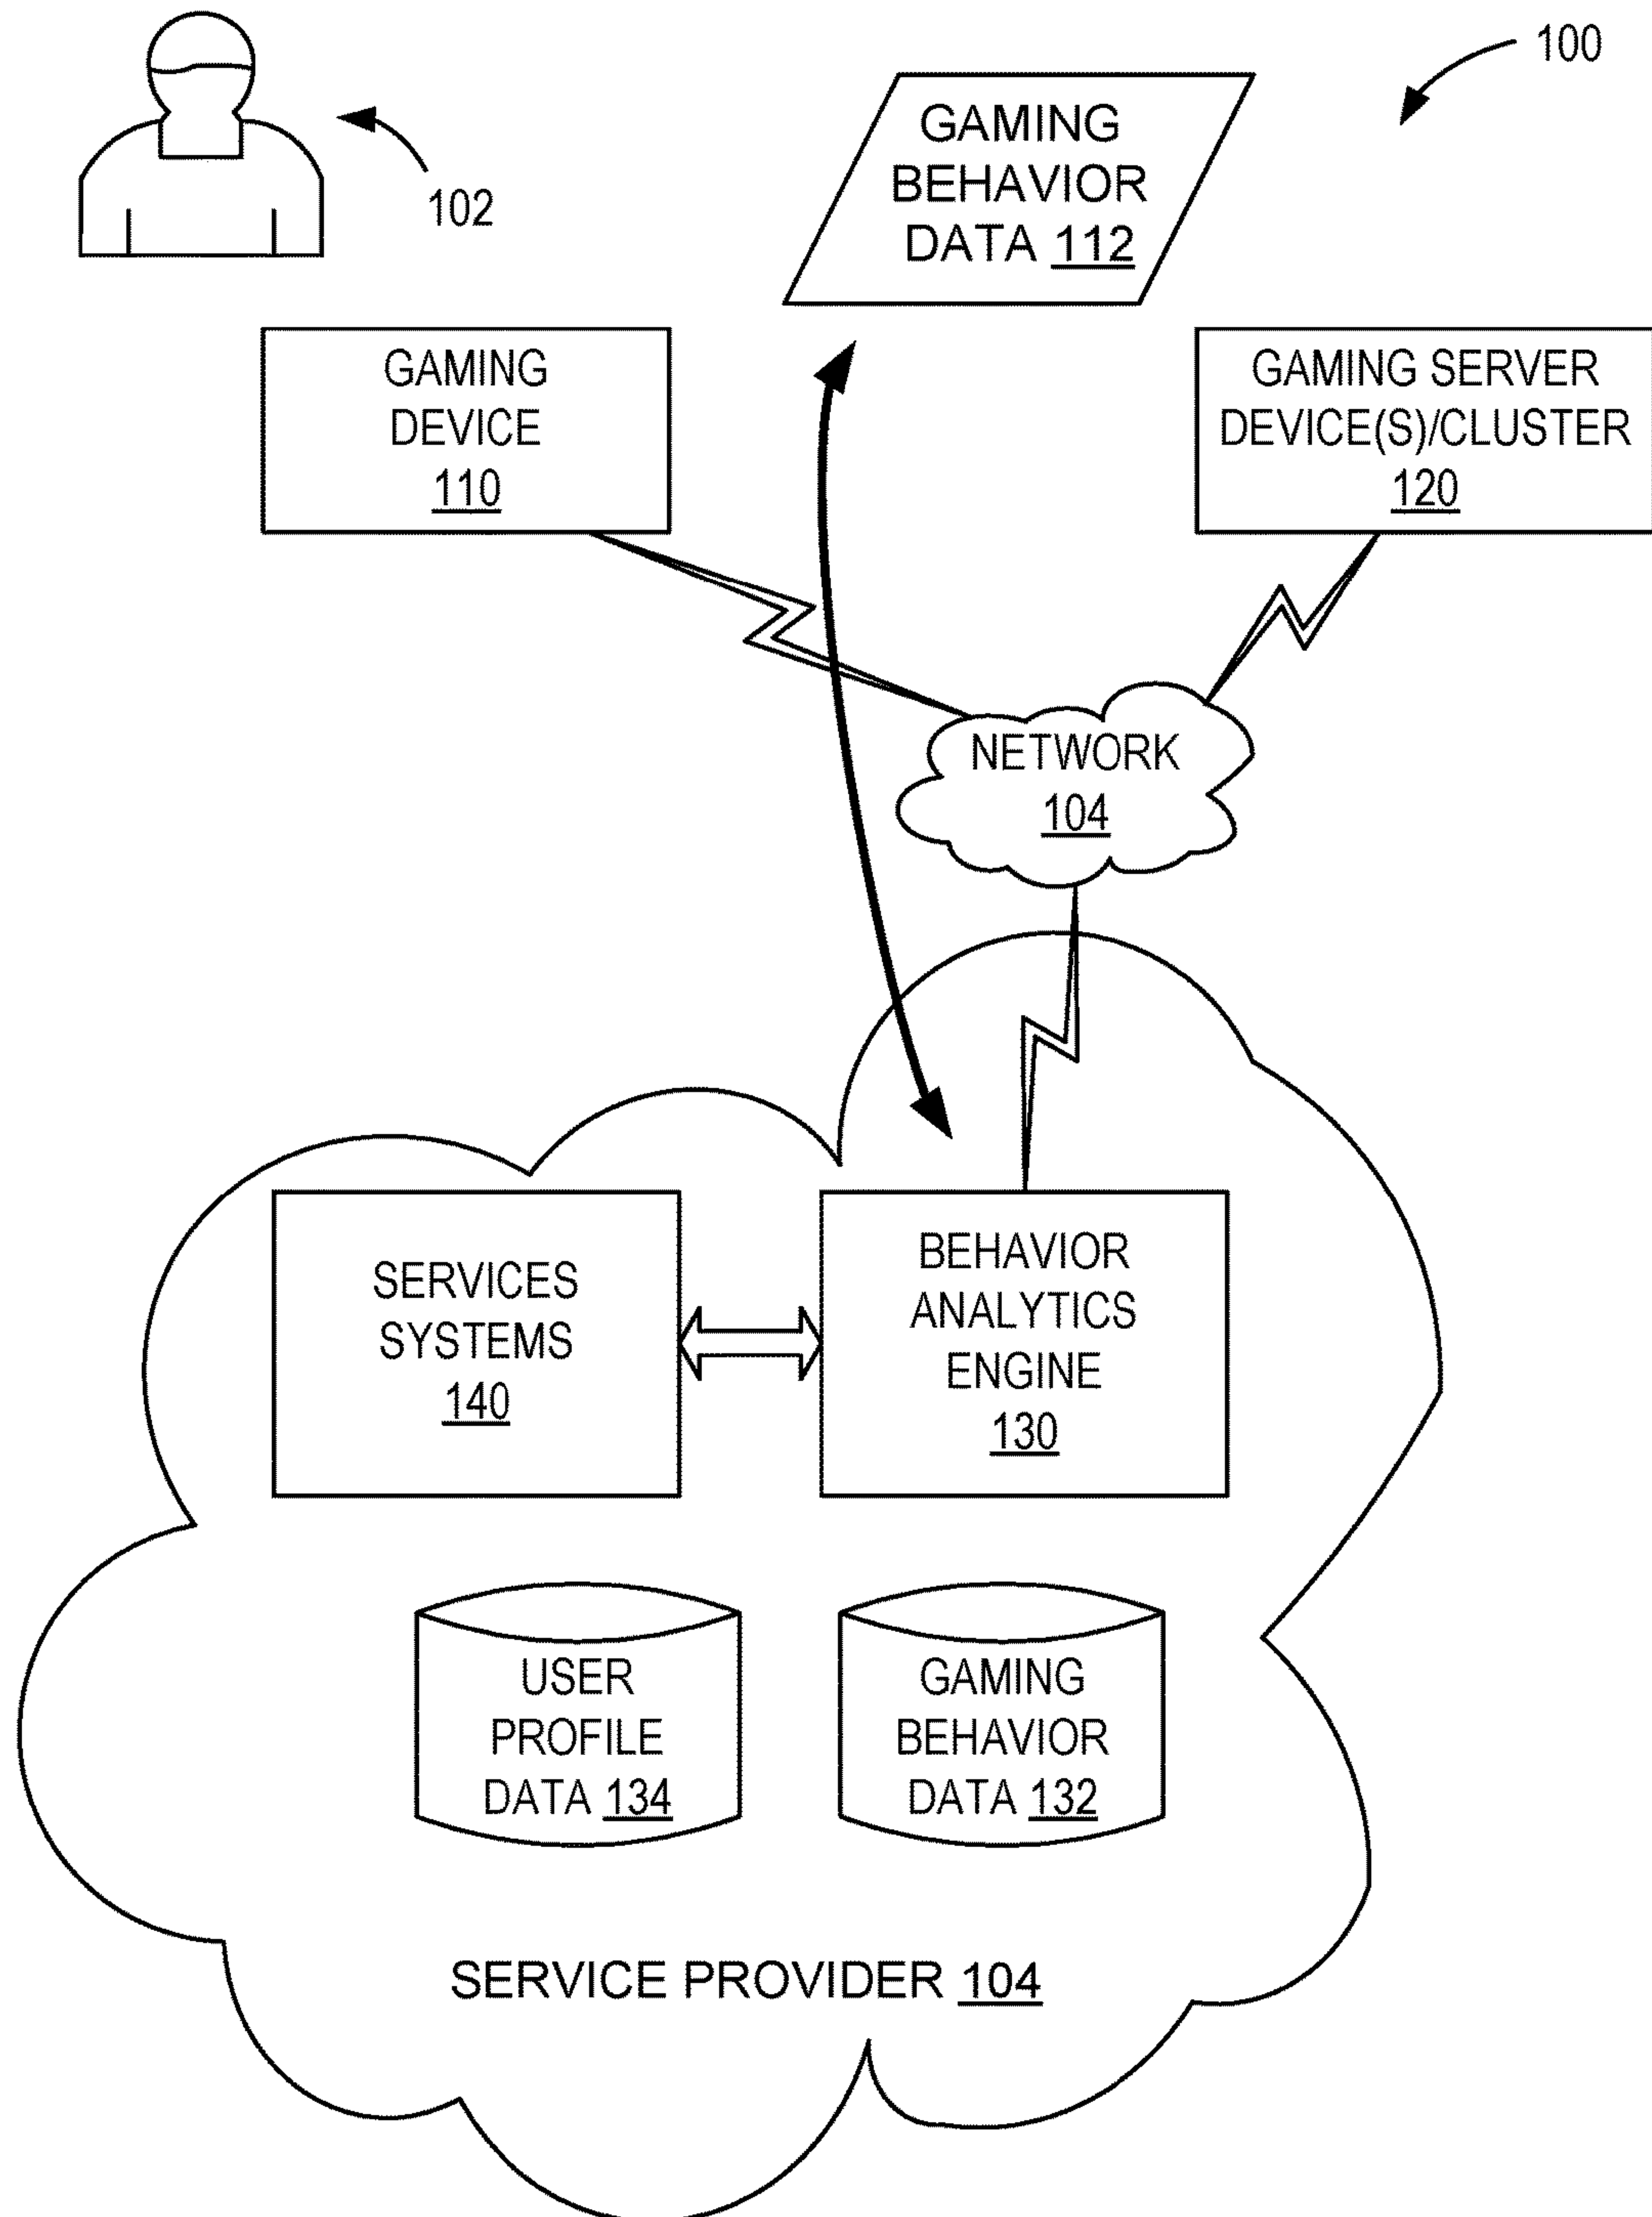 100
102
GAMING
BEHAVIOR
DATA 112
GAMING
DEVICE
110
GAMING SERVER
DEVICE(S)/CLUSTER
120
NETWORK
104
SERVICES
SYSTEMS
140
BEHAVIOR
ANALYTICS
ENGINE
130
USER
PROFILE
DATA 134
GAMING
BEHAVIOR
DATA 132
SERVICE PROVIDER 104